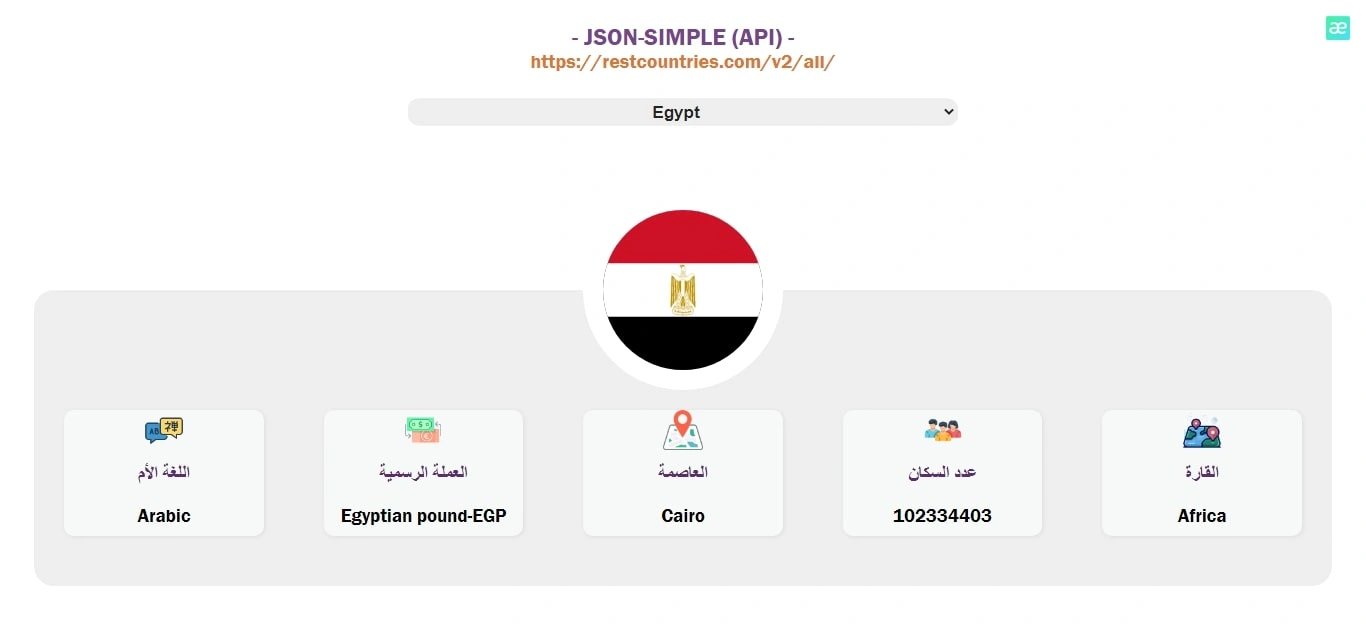 - JSON-SIMPLE (API) -
https://restcountries.com/v2/all/
æ
Egypt
القارة
Africa
عدد السكان
102334403
العاصمة
Cairo
العملة الرسمية
Egyptian pound-EGP
اللغة الأم
Arabic